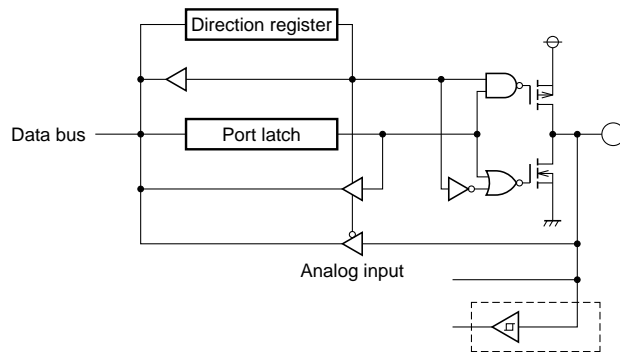 Direction register
Data bus
Port latch
Analog input